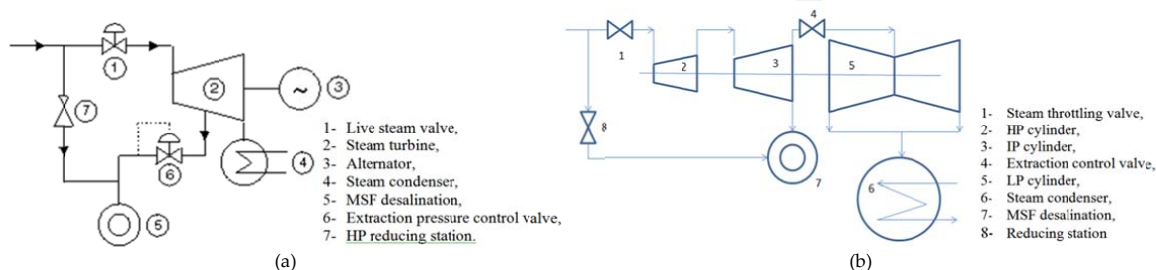 1
2
~
3
7
6
4
5
1- Live steam valve,
2- Steam turbine,
3- Alternator,
4- Steam condenser,
5- MSF desalination,
6- Extraction pressure control valve,
7- HP reducing station.
(a)
4
1
2
3
5
8
7
6
1- Steam throttling valve,
2- HP cylinder,
3- IP cylinder,
4- Extraction control valve,
5- LP cylinder,
6- Steam condenser,
7- MSF desalination,
8- Reducing station
(b)